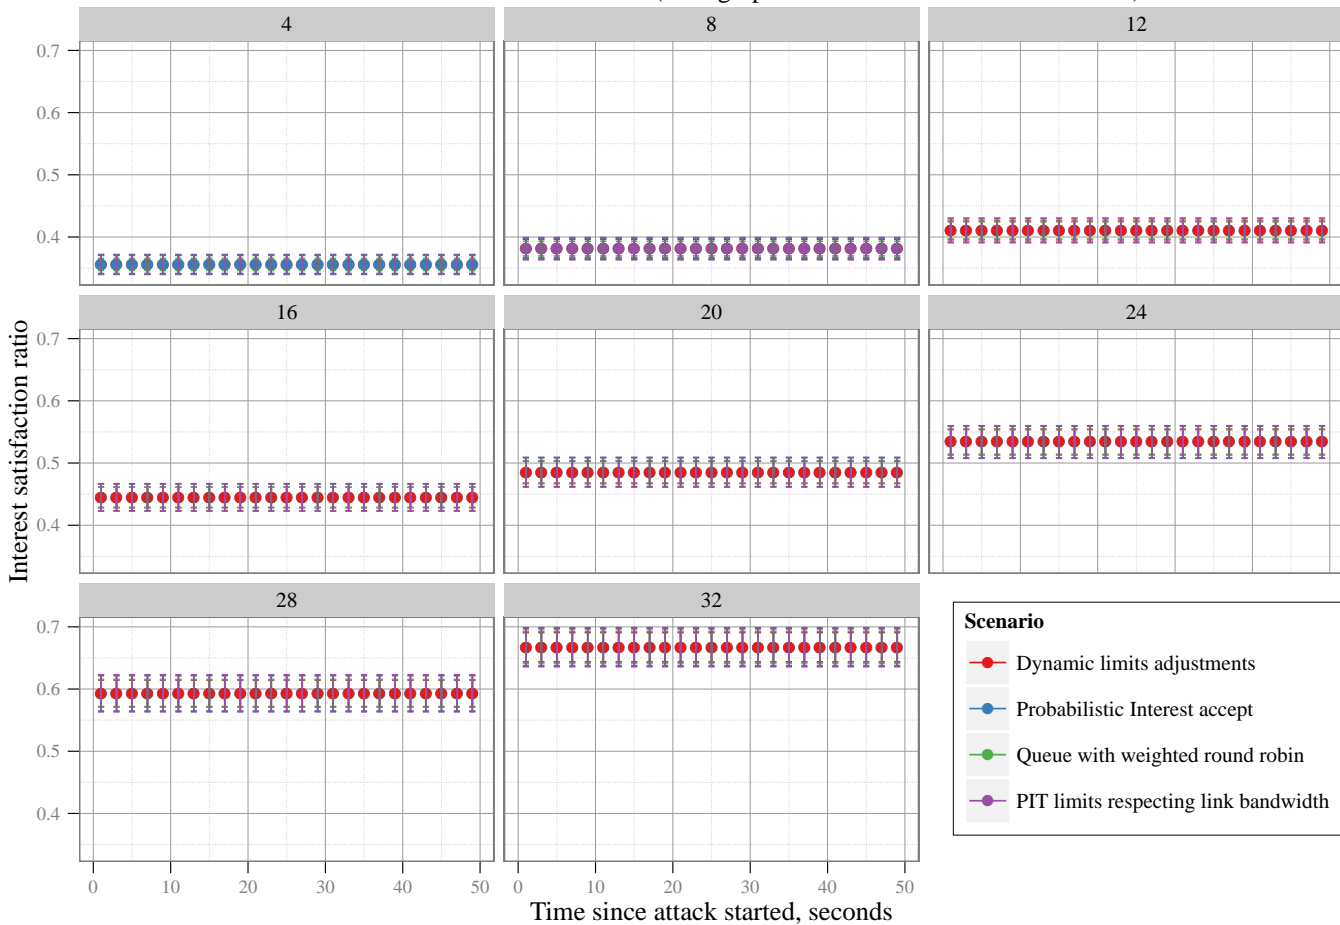 4 8 12
0.7
0.6
0.5
0.4
16 20 24
0.7
0.6
0.5
0.4
Interest satisfaction ratio
28 32
0.7
0.6
0.5
0.4
Scenario
Dynamic limits adjustments
Probabilistic Interest accept
Queue with weighted round robin
PIT limits respecting link bandwidth
0 10 20 30 40 50 0 10 20 30 40 50
Time since attack started, seconds